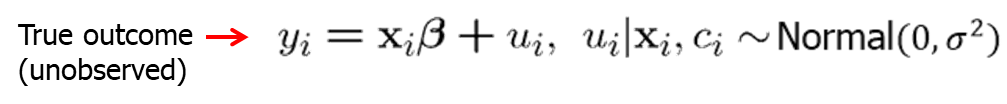 True outcome → yᵢ = xᵢβ + uᵢ, uᵢ|xᵢ, cᵢ ∼ Normal(0, σ²)
(unobserved)